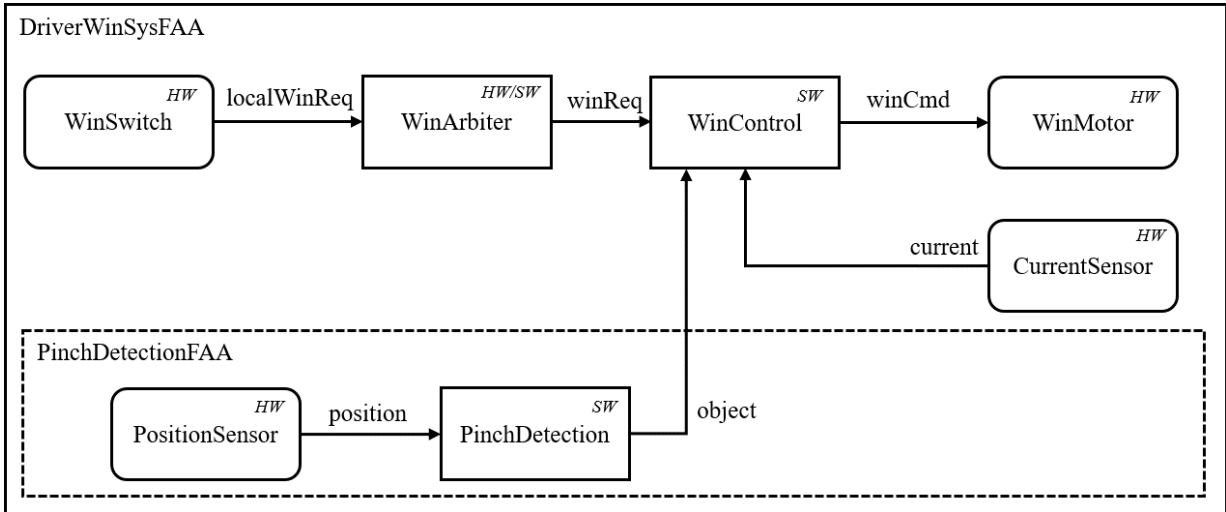 DriverWinSysFAA
HW
WinSwitch
localWinReq
HW/SW
WinArbiter
winReq
SW
WinControl
winCmd
HW
WinMotor
current
HW
CurrentSensor
PinchDetectionFAA
HW
PositionSensor
position
SW
PinchDetection
object